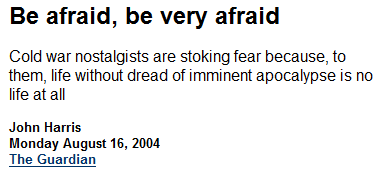 Be afraid, be very afraid
Cold war nostalgists are stoking fear because, to
them, life without dread of imminent apocalypse is no
life at all
John Harris
Monday August 16, 2004
The Guardian